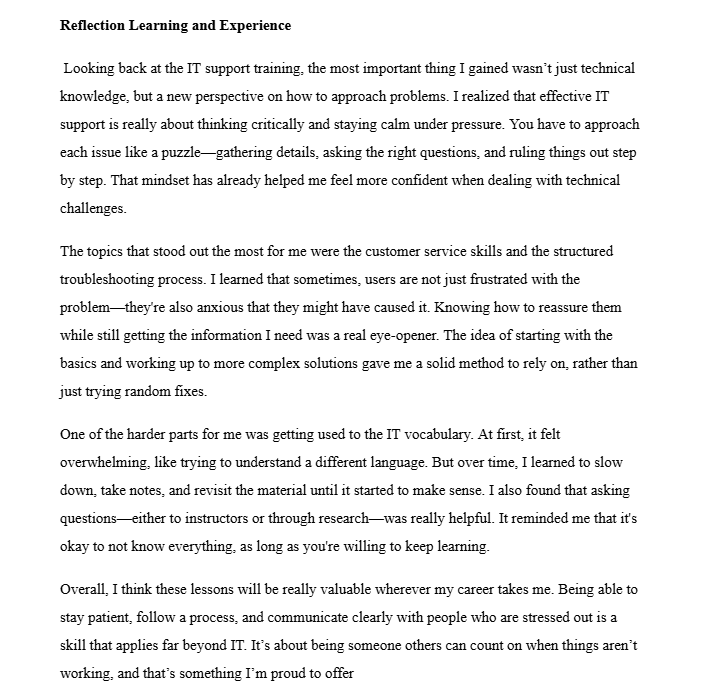 Reflection Learning and Experience
Looking back at the IT support training, the most important thing I gained wasn’t just technical
knowledge, but a new perspective on how to approach problems. I realized that effective IT
support is really about thinking critically and staying calm under pressure. You have to approach
each issue like a puzzle—gathering details, asking the right questions, and ruling things out step
by step. That mindset has already helped me feel more confident when dealing with technical
challenges.
The topics that stood out the most for me were the customer service skills and the structured
troubleshooting process. I learned that sometimes, users are not just frustrated with the
problem—they're also anxious that they might have caused it. Knowing how to reassure them
while still getting the information I need was a real eye-opener. The idea of starting with the
basics and working up to more complex solutions gave me a solid method to rely on, rather than
just trying random fixes.
One of the harder parts for me was getting used to the IT vocabulary. At first, it felt
overwhelming, like trying to understand a different language. But over time, I learned to slow
down, take notes, and revisit the material until it started to make sense. I also found that asking
questions—either to instructors or through research—was really helpful. It reminded me that it's
okay to not know everything, as long as you're willing to keep learning.
Overall, I think these lessons will be really valuable wherever my career takes me. Being able to
stay patient, follow a process, and communicate clearly with people who are stressed out is a
skill that applies far beyond IT. It’s about being someone others can count on when things aren’t
working, and that’s something I’m proud to offer